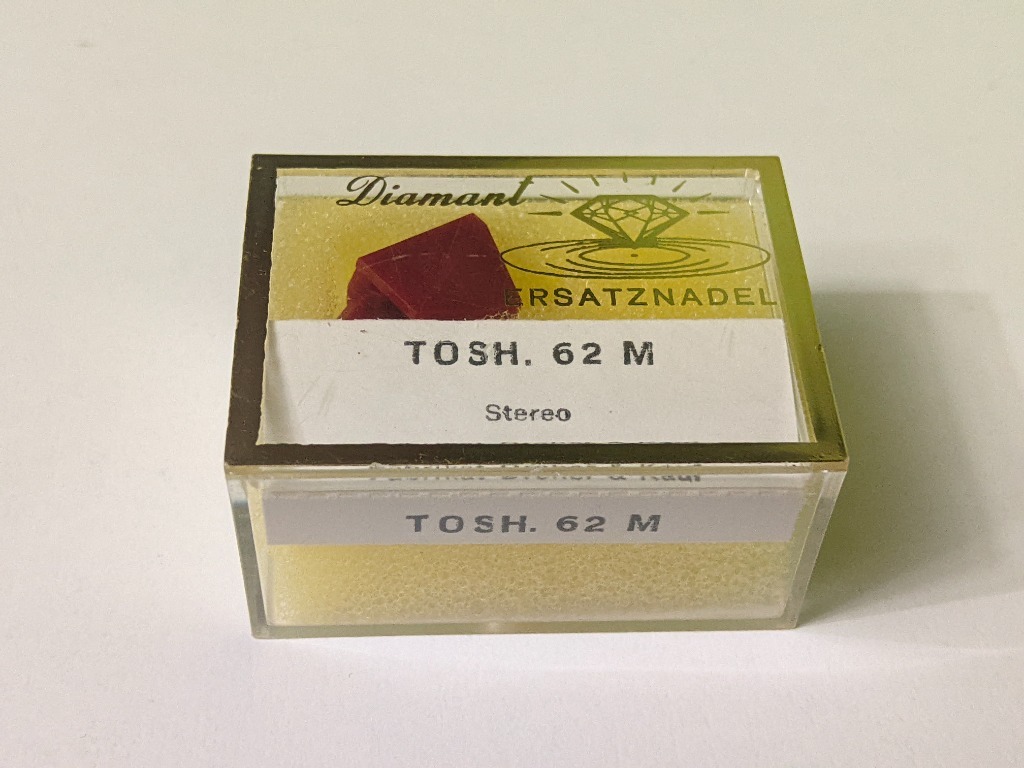 Diamant
ERSATZNADEL
TOSH. 62 M
Stereo
TOSH. 62 M